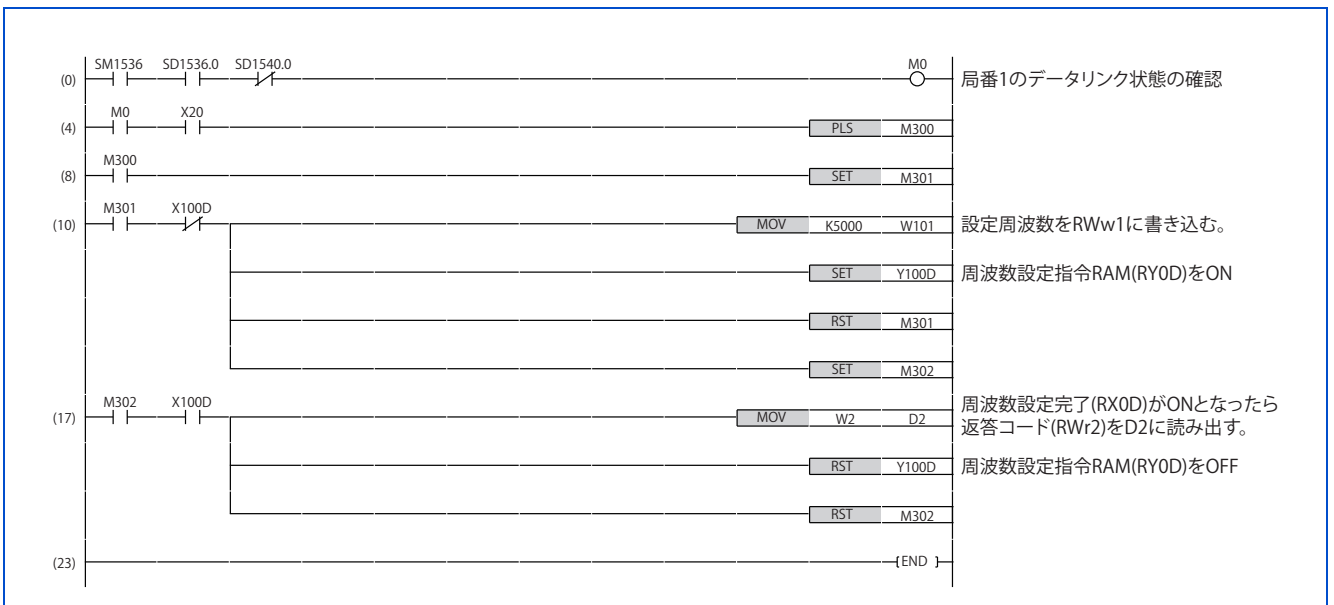 SM1536 SD1536.0 SD1540.0 M0
(0) 局番1のデータリンク状態の確認
M0 X20
(4) PLS M300
M300
(8) SET M301
M301 X100D
(10) MOV K5000 W101 設定周波数をRWw1に書き込む。
SET Y100D 周波数設定指令RAM(RY0D)をON
RST M301
SET M302
M302 X100D
(17) MOV W2 D2 周波数設定完了(RX0D)がONとなったら
返答コード(RWr2)をD2に読み出す。
RST Y100D 周波数設定指令RAM(RY0D)をOFF
RST M302
(23) END